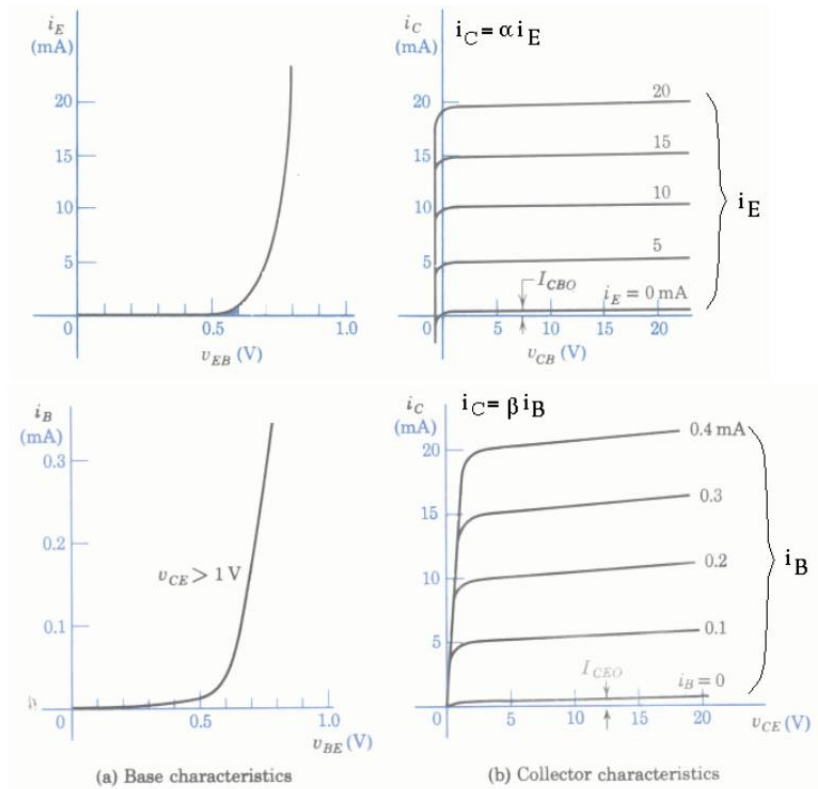 i_E
(mA)
20
15
10
5
0
0.5
1.0
v_EB (V)
i_C
(mA)
i_C = αi_E
20
15
10
5
0
20
15
10
5
i_E = 0 mA
I_CBO
5
10
15
20
v_CB (V)
i_E
i_B
(mA)
0.3
0.2
0.1
0
v_CE > 1 V
0.5
1.0
v_BE (V)
(a) Base characteristics
i_C
(mA)
i_C = βi_B
20
15
10
5
0
0.4 mA
0.3
0.2
0.1
i_B = 0
I_CEO
5
10
15
20
v_CE (V)
i_B
(b) Collector characteristics